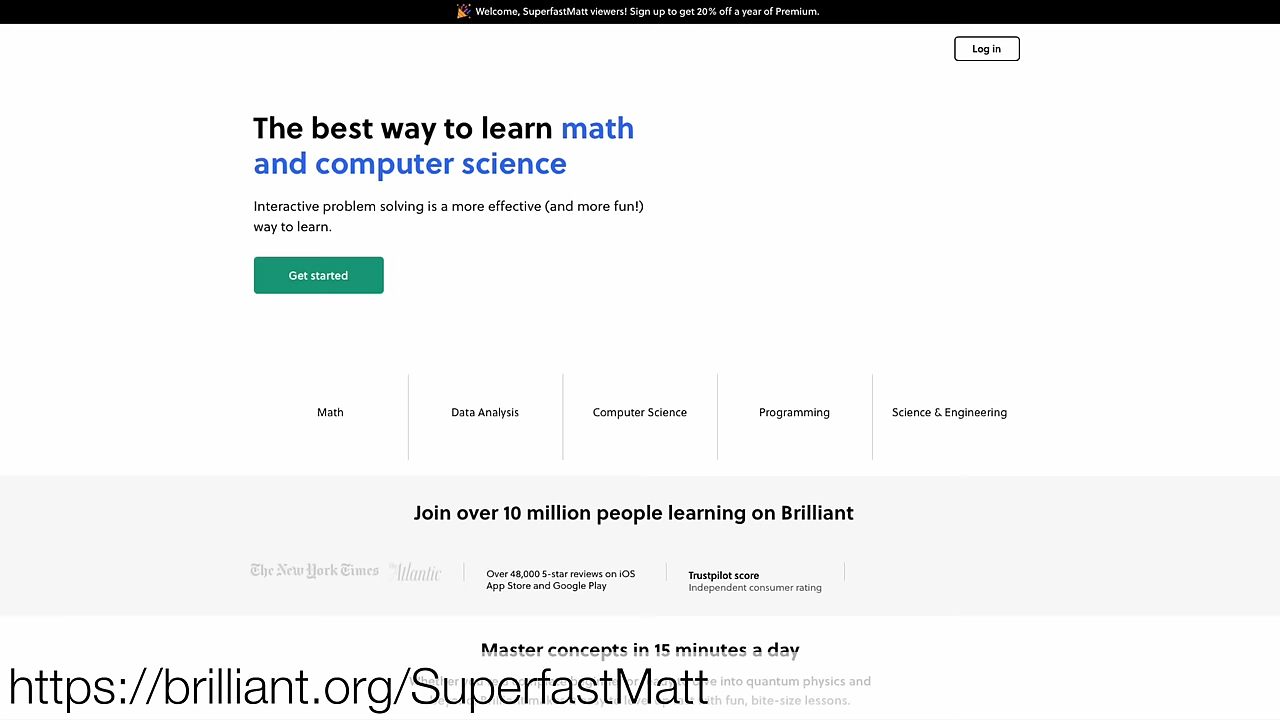 🎉 Welcome, SuperfastMatt viewers! Sign up to get 20% off a year of Premium.
Log in
The best way to learn math
and computer science
Interactive problem solving is a more effective (and more fun!)
way to learn.
Get started
Math
Data Analysis
Computer Science
Programming
Science & Engineering
Join over 10 million people learning on Brilliant
The New York Times
The Atlantic
Over 48,000 5-star reviews on iOS
App Store and Google Play
Trustpilot score
Independent consumer rating
Master concepts in 15 minutes a day
into quantum physics and
with fun, bite-size lessons.
https://brilliant.org/SuperfastMatt